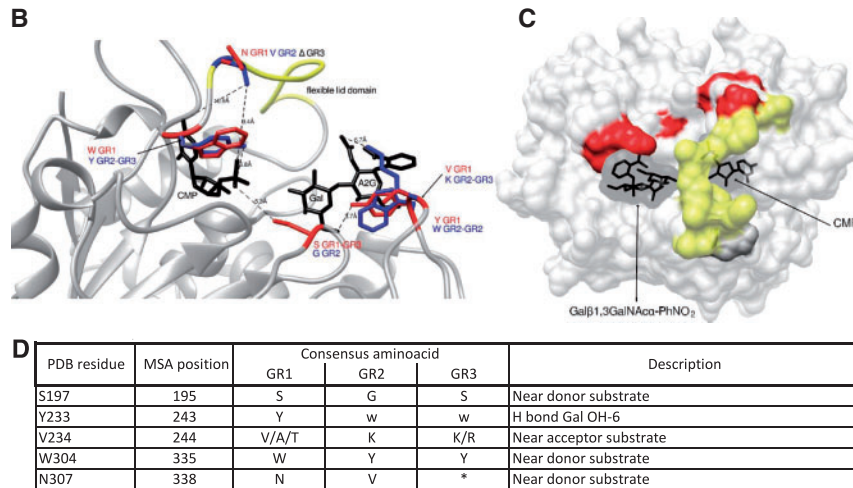 B
N GR1 V GR2 Δ GR3
flexible lid domain
W GR1
Y GR2-GR3
CMP
Gal
A2G
V GR1
K GR2-GR3
Y GR1
W GR2-GR2
S GR1-GR3
G GR2
C
CM
Galβ1,3GalNAcα-PhNO2
D
PDB residue MSA position Consensus aminoacid Description
GR1 GR2 GR3
S197 195 S G S Near donor substrate
Y233 243 Y w w H bond Gal OH-6
V234 244 V/A/T K K/R Near acceptor substrate
W304 335 W Y Y Near donor substrate
N307 338 N V * Near donor substrate